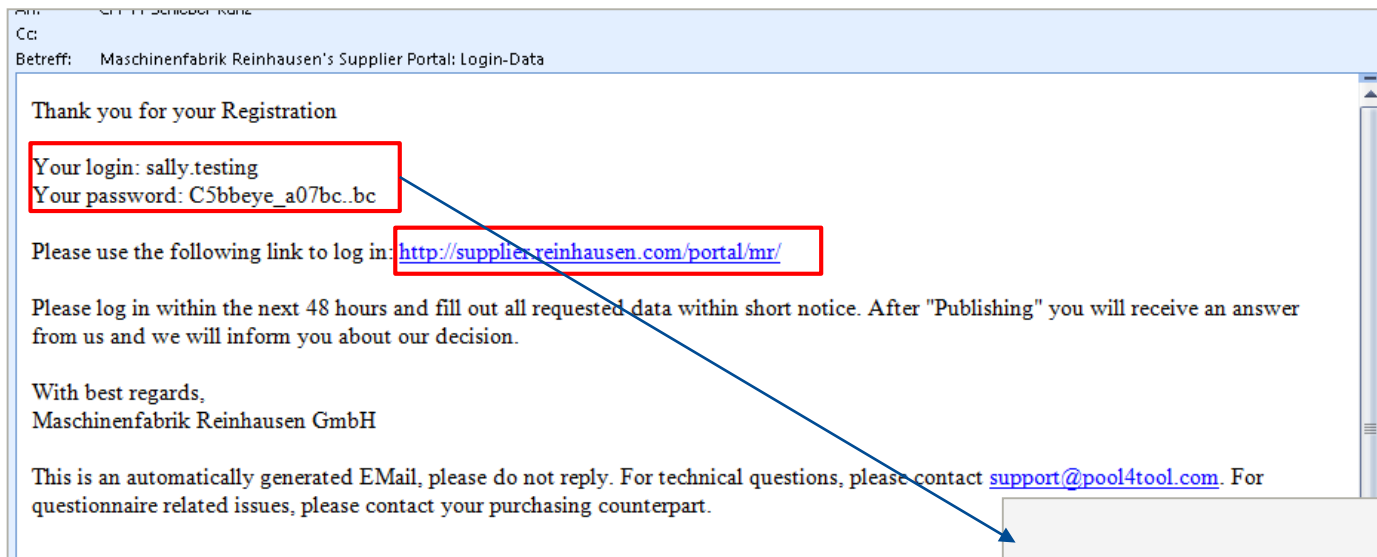 Cc:
Betreff: Maschinenfabrik Reinhausen's Supplier Portal: Login-Data
Thank you for your Registration
Your login: sally.testing
Your password: C5bbeye_a07bc..bc
Please use the following link to log in: http://supplier.reinhausen.com/portal/mr/
Please log in within the next 48 hours and fill out all requested data within short notice. After "Publishing" you will receive an answer
from us and we will inform you about our decision.
With best regards,
Maschinenfabrik Reinhausen GmbH
This is an automatically generated EMail, please do not reply. For technical questions, please contact support@pool4tool.com. For
questionnaire related issues, please contact your purchasing counterpart.